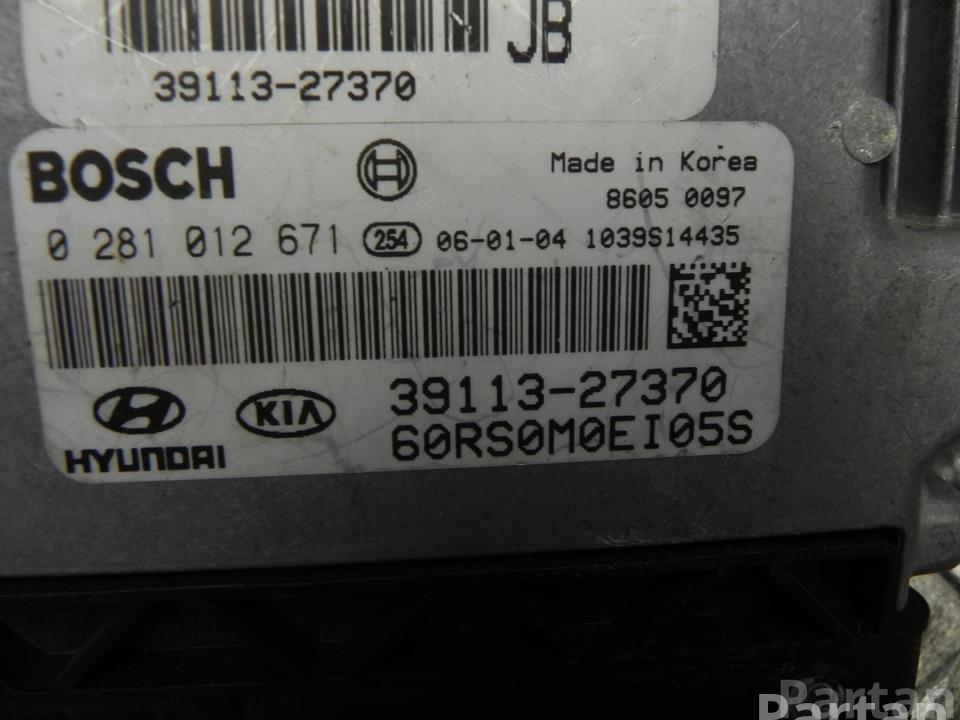 JB
39113-27370
BOSCH
Made in Korea
8605 0097
0 281 012 671 254 06-01-04 1039S14435
39113-27370
HYUNDAI KIA 60RS0M0EI05S
Partan
Partan